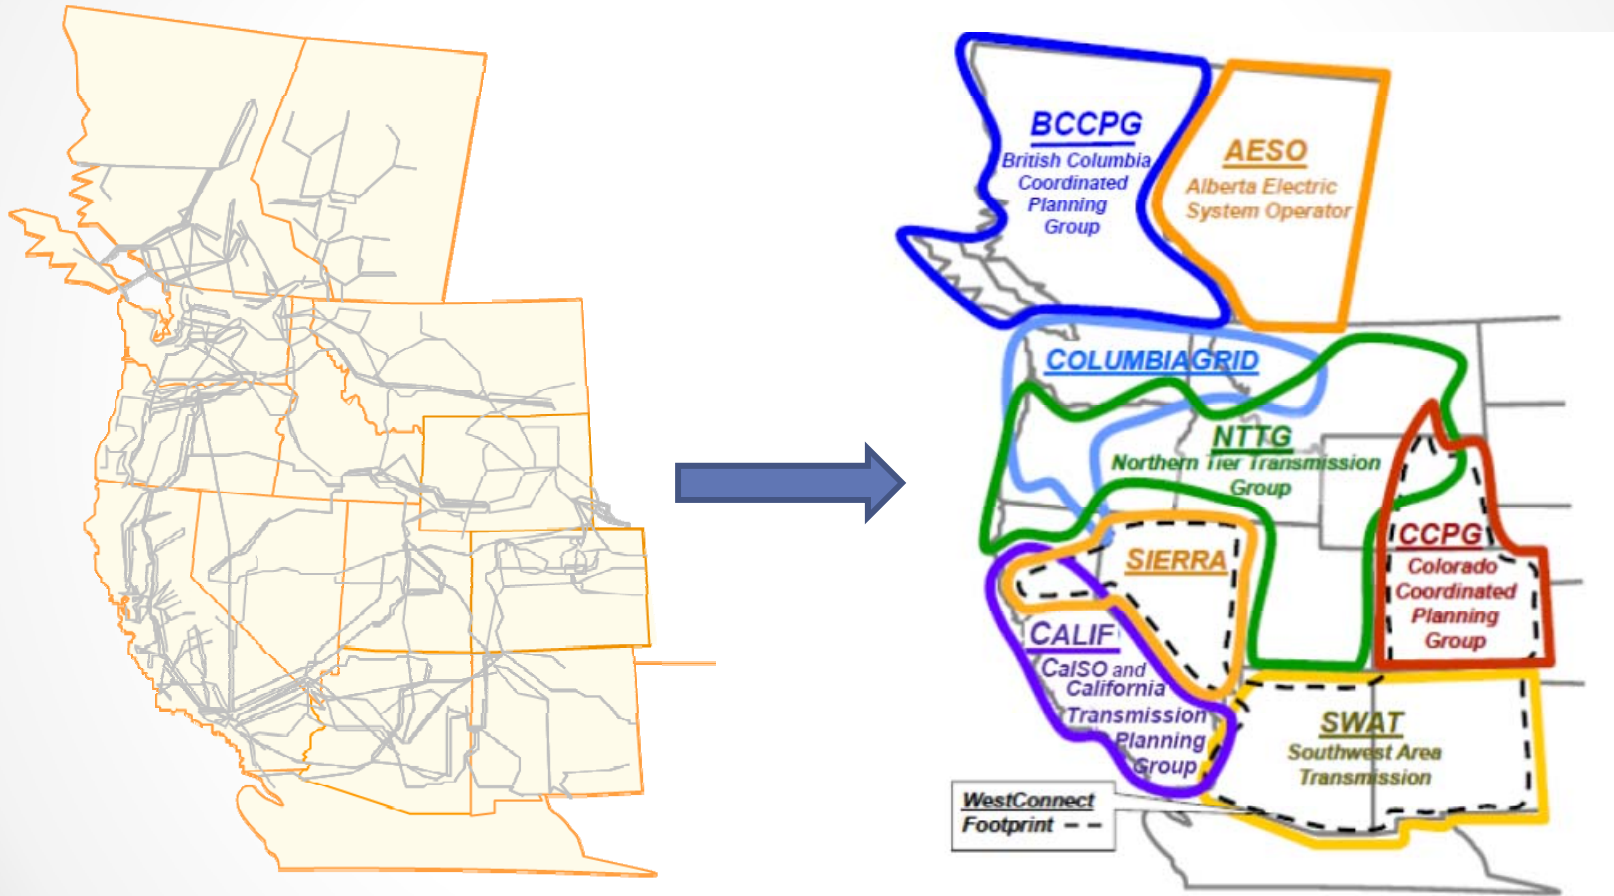 BCCPG
British Columbia
Coordinated
Planning
Group
AESO
Alberta Electric
System Operator
COLUMBIAGRID
NTTG
Northern Tier Transmission
Group
CCPG
Colorado
Coordinated
Planning
Group
SIERRA
CALIF
CalSO and
California
Transmission
Planning
Group
SWAT
Southwest Area
Transmission
WestConnect
Footprint